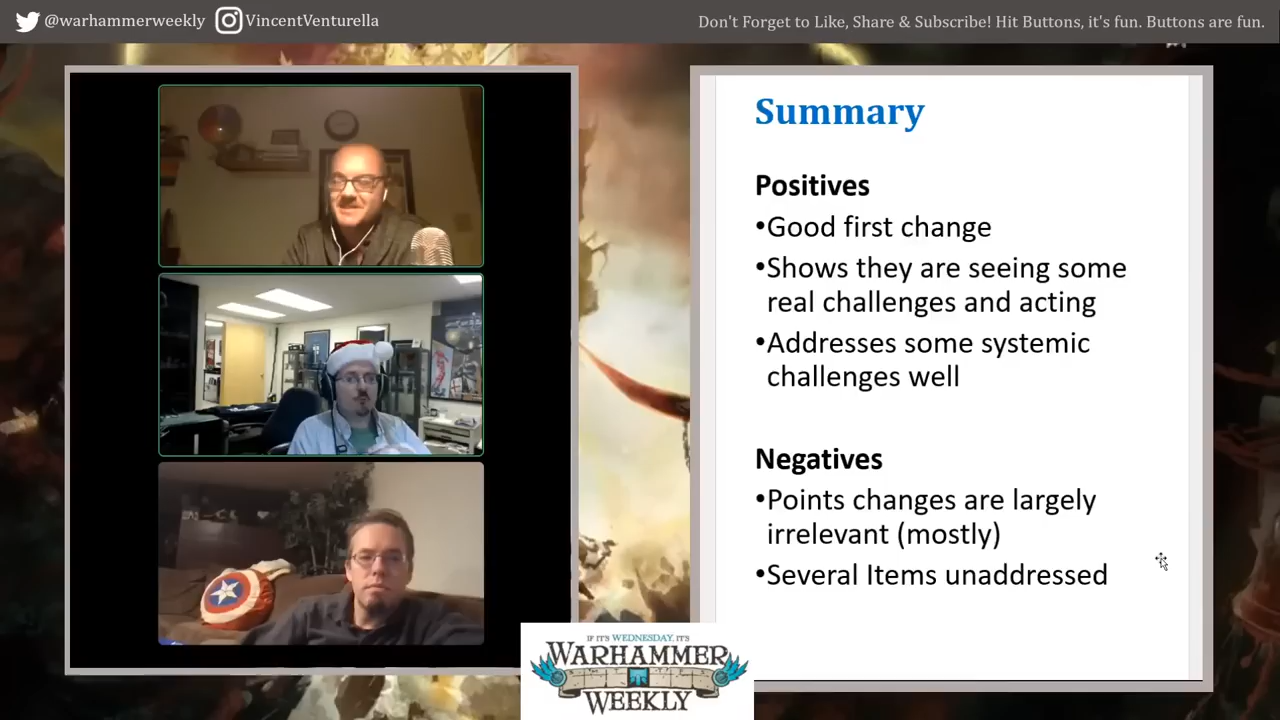 @warhammerweekly VincentVenturella
Don't Forget to Like, Share & Subscribe! Hit Buttons, it's fun. Buttons are fun.
Summary
Positives
•Good first change
•Shows they are seeing some
real challenges and acting
•Addresses some systemic
challenges well
Negatives
•Points changes are largely
irrelevant (mostly)
•Several Items unaddressed
IF IT'S WEDNESDAY, IT'S
WARHAMMER
WEEKLY